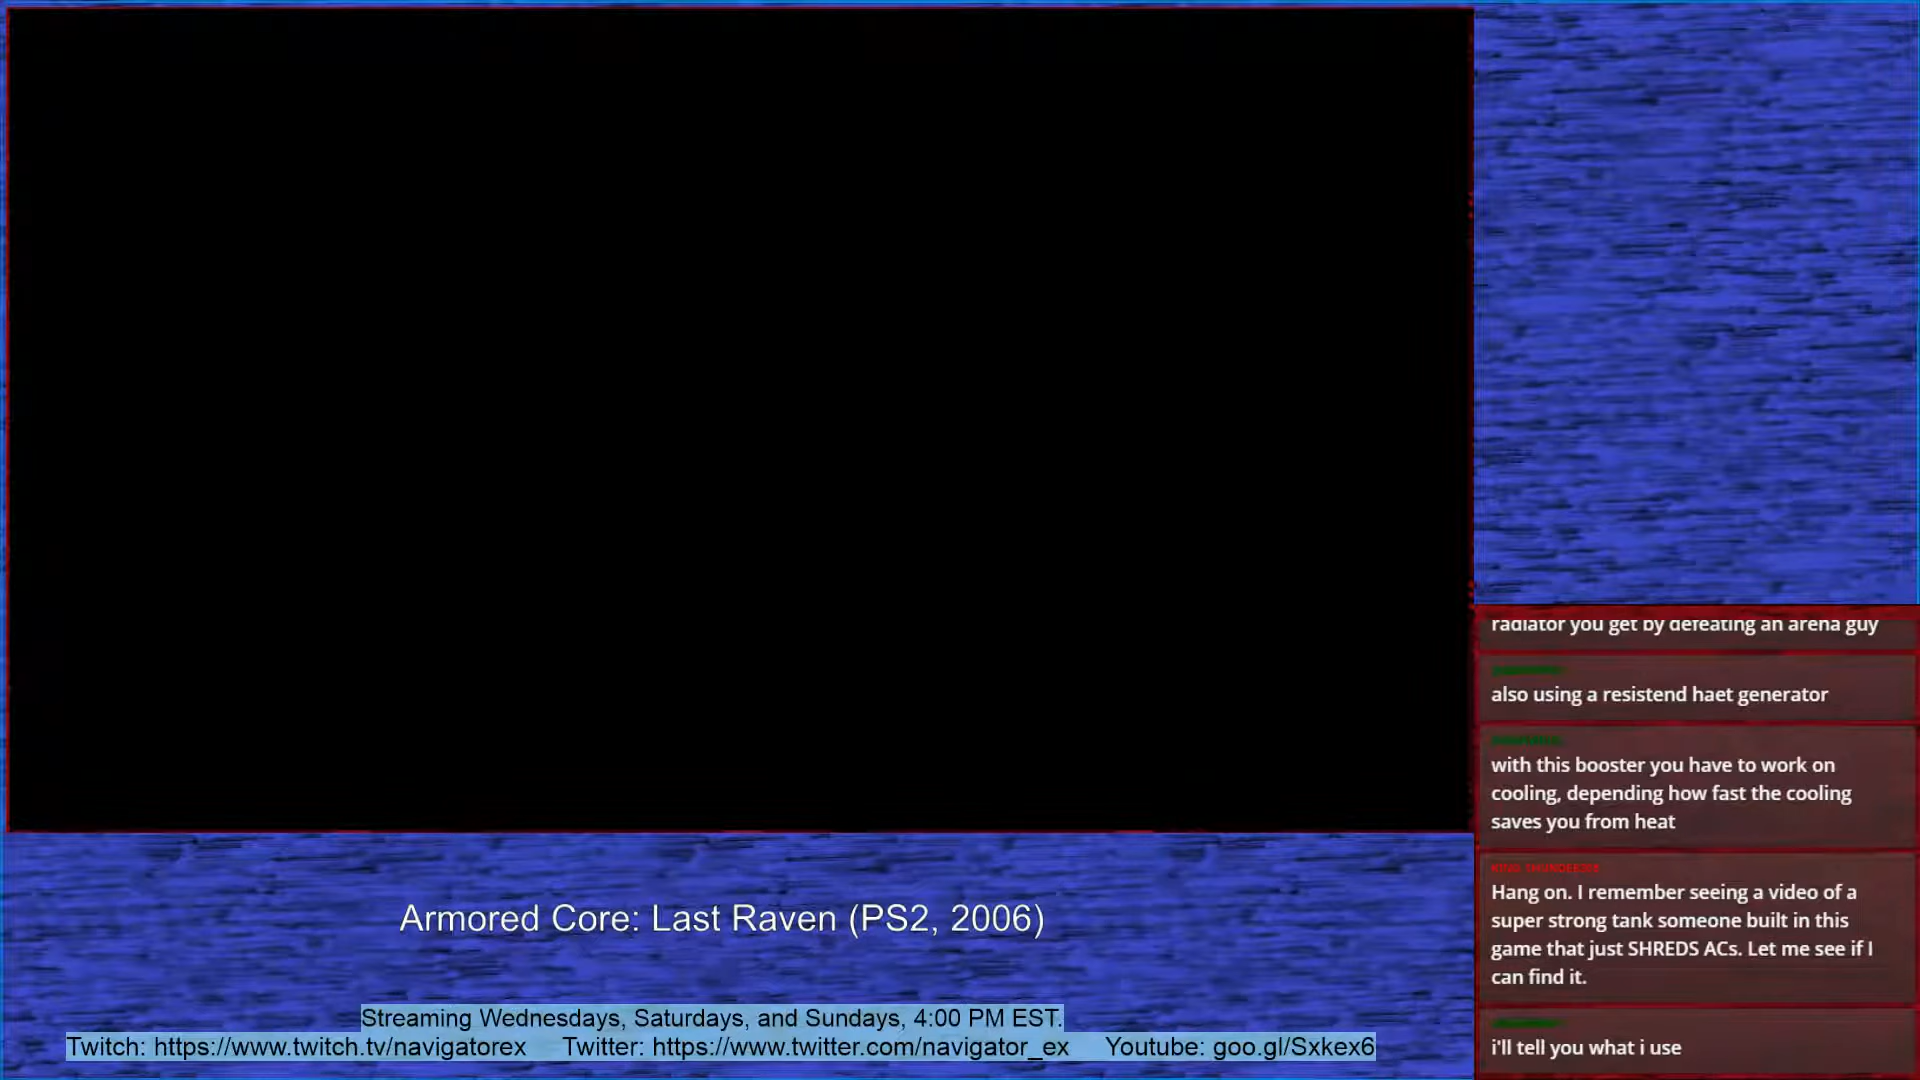 radiator you get by defeating an arena guy
also using a resistend haet generator
with this booster you have to work on
cooling, depending how fast the cooling
saves you from heat
Hang on. I remember seeing a video of a
super strong tank someone built in this
game that just SHREDS ACs. Let me see if I
can find it.
i'll tell you what i use
Armored Core: Last Raven (PS2, 2006)
Streaming Wednesdays, Saturdays, and Sundays, 4:00 PM EST.
Twitch: https://www.twitch.tv/navigatorex Twitter: https://www.twitter.com/navigator_ex Youtube: goo.gl/Sxkex6